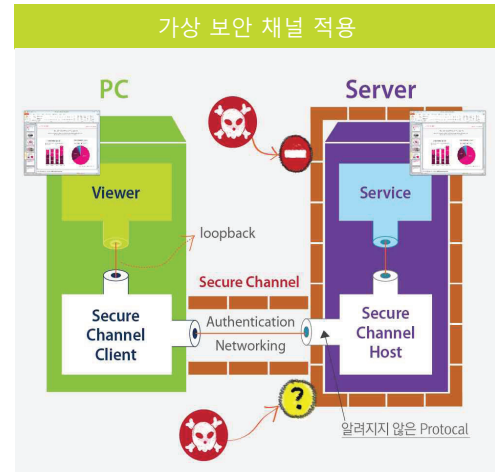 가상 보안 채널 적용
PC
Server
Viewer
Service
loopback
Secure Channel
Secure
Channel
Client
Authentication
Networking
Secure
Channel
Host
?
알려지지 않은 Protocal